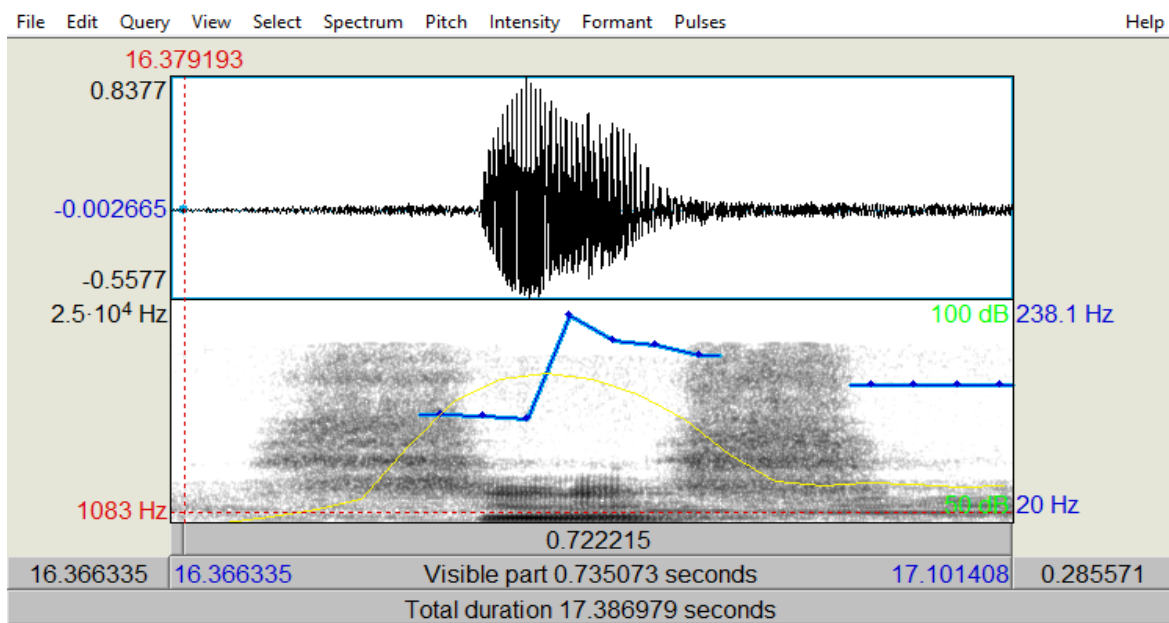 File Edit Query View Select Spectrum Pitch Intensity Formant Pulses Help
16.379193
0.8377
-0.002665
-0.5577
2.5·10⁴ Hz 100 dB 238.1 Hz
1083 Hz 50 dB 20 Hz
0.722215
16.366335 16.366335 Visible part 0.735073 seconds 17.101408 0.285571
Total duration 17.386979 seconds